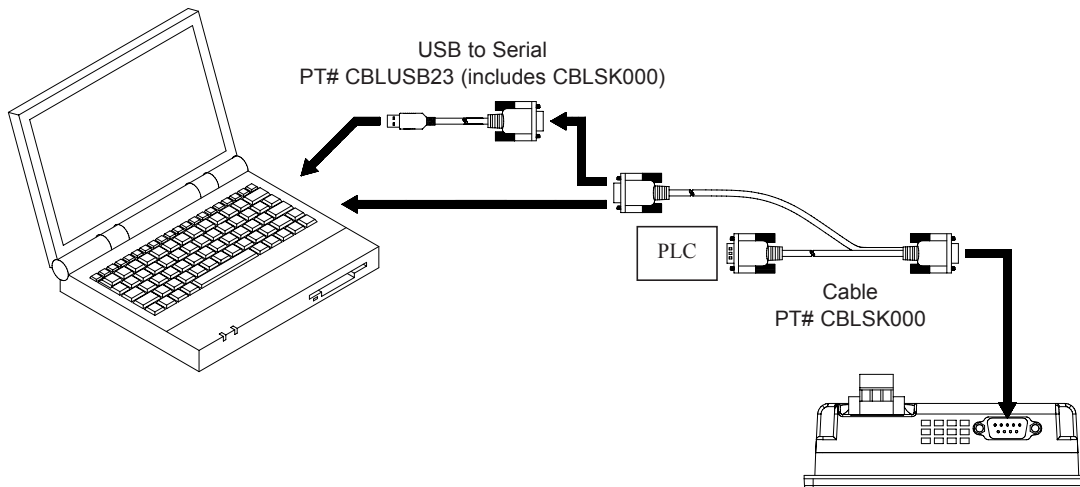 USB to Serial
PT# CBLUSB23 (includes CBLSK000)
PLC
Cable
PT# CBLSK000